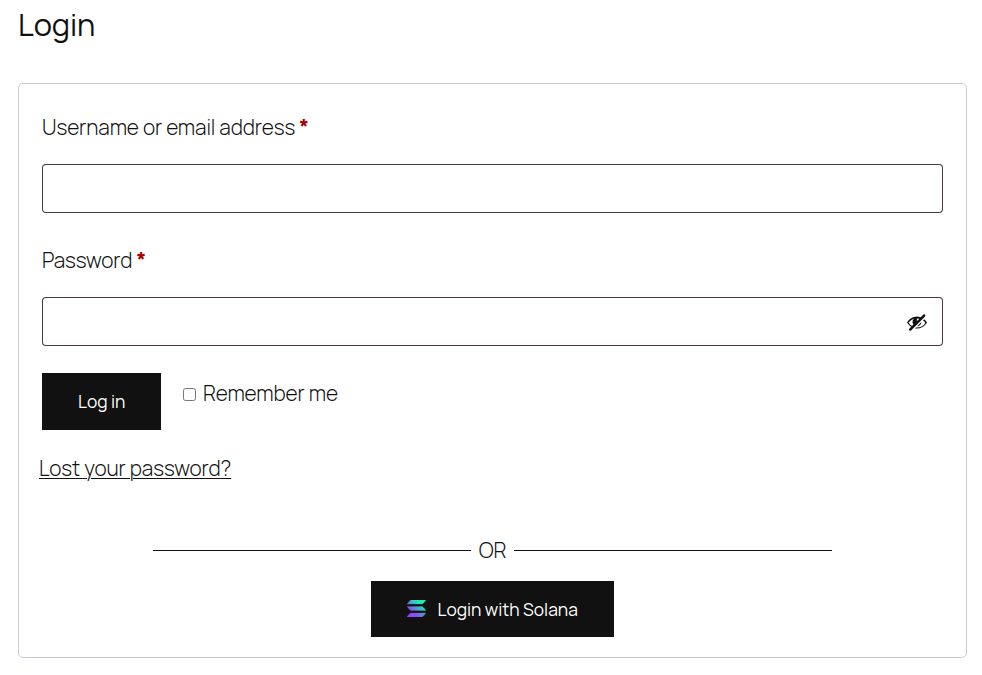 Login
Username or email address *
Password *
Log in
Remember me
Lost your password?
OR
Login with Solana